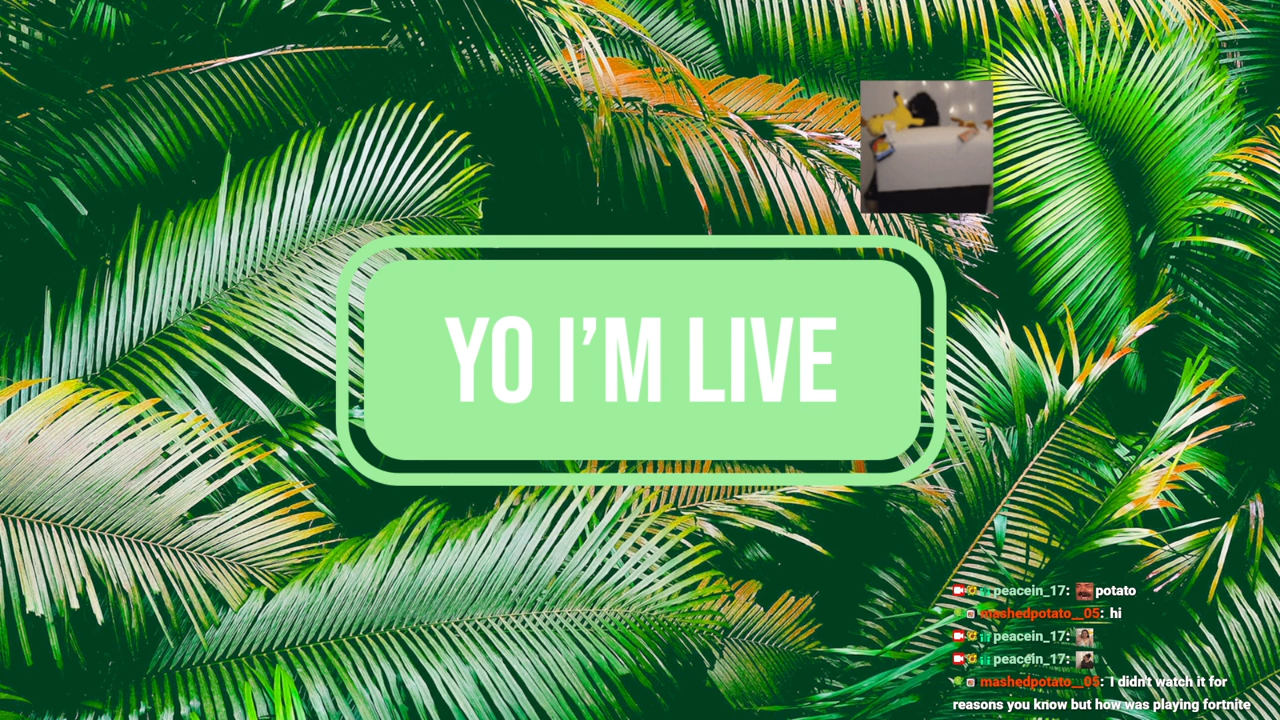 YO I’M LIVE
peacein_17: potato
mashedpotato__05: hi
peacein_17:
peacein_17:
mashedpotato__05: I didn't watch it for
reasons you know but how was playing fortnite